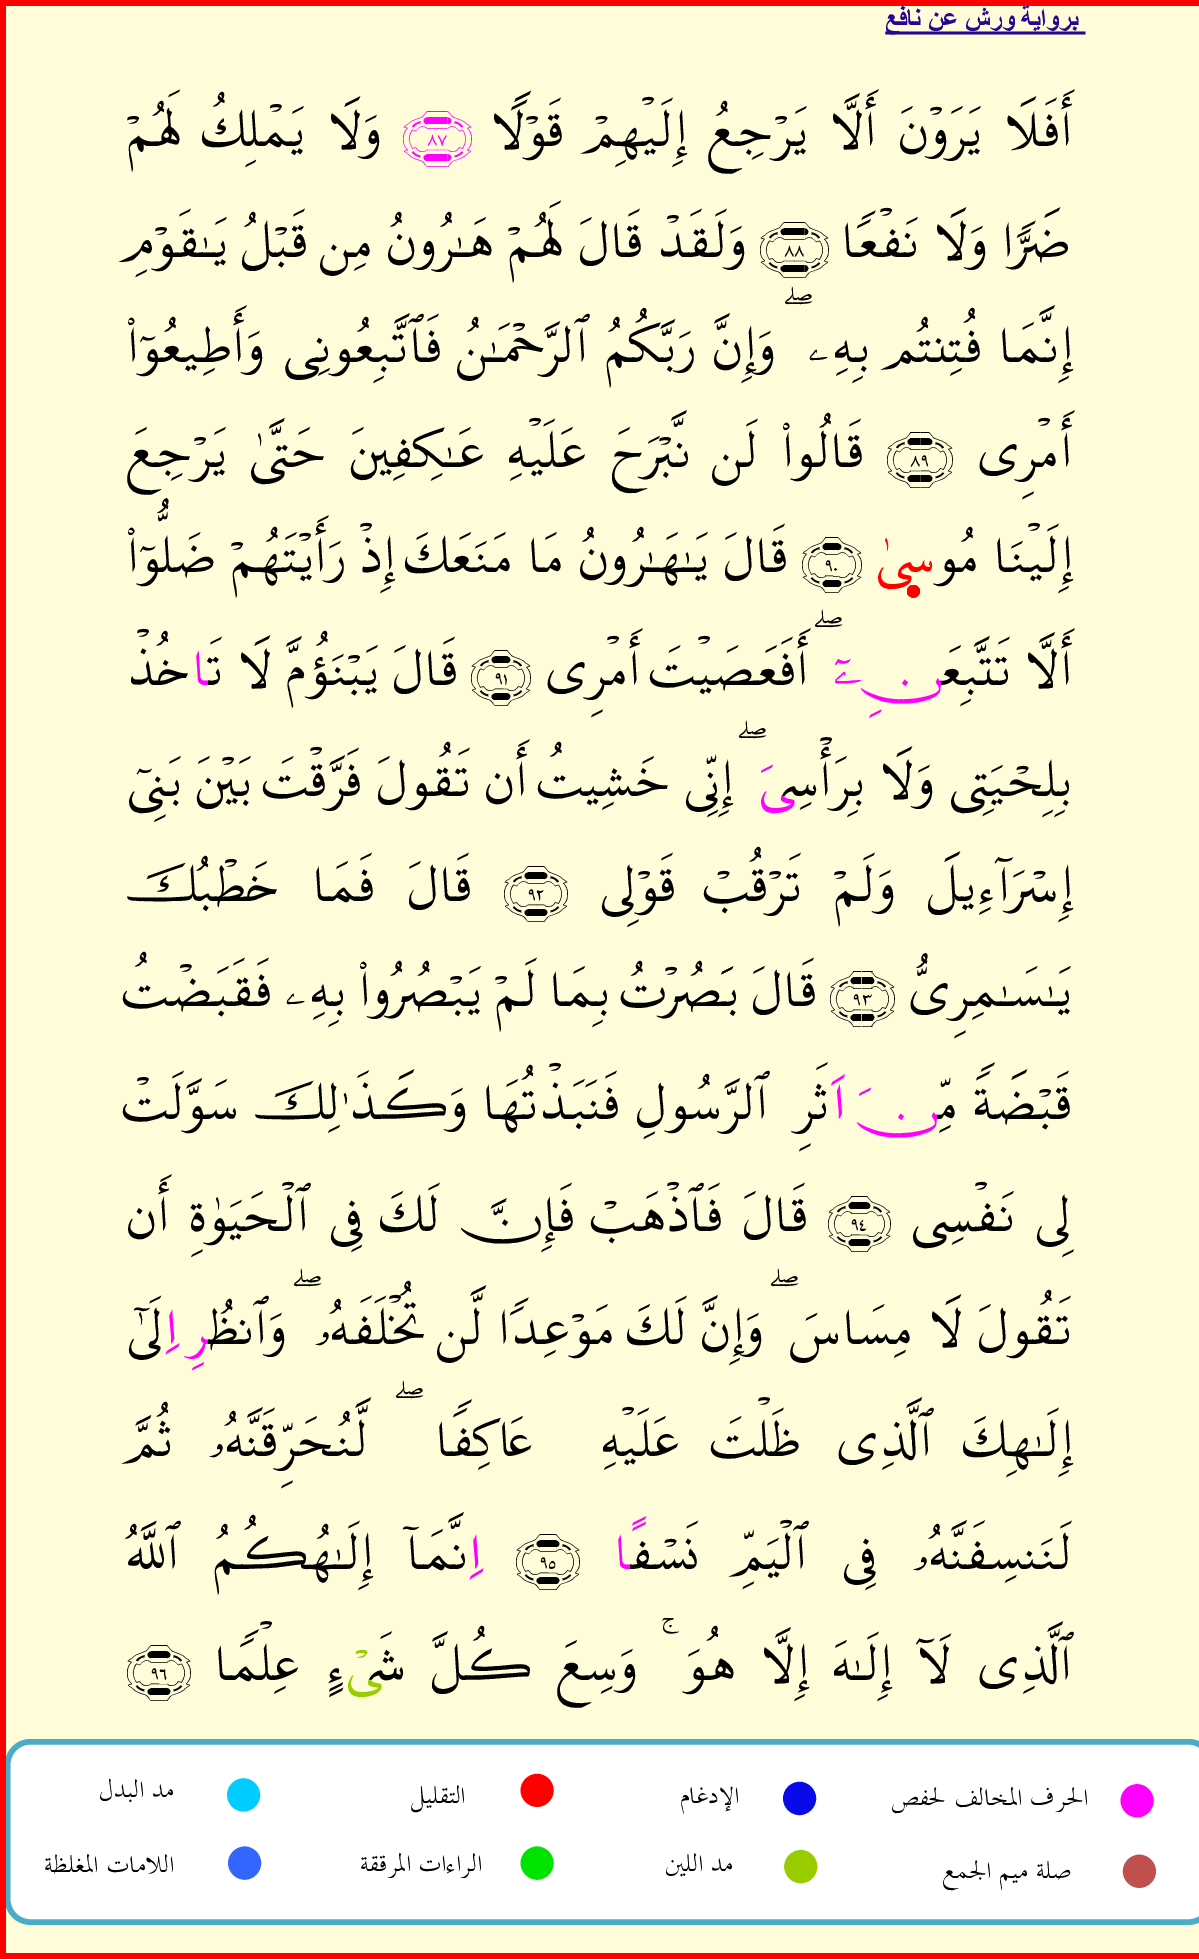 برواية ورش عن نافع
أَفَلَا يَرَوْنَ أَلَّا يَرْجِعُ إِلَيْهِمْ قَوْلًا ٨٧ وَلَا يَمْلِكُ لَهُمْ
ضَرًّا وَلَا نَفْعًا ٨٨ وَلَقَدْ قَالَ لَهُمْ هَٰرُونُ مِن قَبْلُ يَٰقَوْمِ
إِنَّمَا فُتِنتُم بِهِۦ ۖ وَإِنَّ رَبَّكُمُ ٱلرَّحْمَٰنُ فَٱتَّبِعُونِى وَأَطِيعُوٓا۟
أَمْرِى ٨٩ قَالُوا۟ لَن نَّبْرَحَ عَلَيْهِ عَٰكِفِينَ حَتَّىٰ يَرْجِعَ
إِلَيْنَا مُوسىٰ ٩٠ قَالَ يَٰهَٰرُونُ مَا مَنَعَكَ إِذْ رَأَيْتَهُمْ ضَلُّوٓا۟
أَلَّا تَتَّبِعَنِۦٓ ۖ أَفَعَصَيْتَ أَمْرِى ٩١ قَالَ يَبْنَؤُمَّ لَا تَاخُذْ
بِلِحْيَتِى وَلَا بِرَأْسِىَ ۖ إِنِّى خَشِيتُ أَن تَقُولَ فَرَّقْتَ بَيْنَ بَنِىٓ
إِسْرَآءِيلَ وَلَمْ تَرْقُبْ قَوْلِى ٩٢ قَالَ فَمَا خَطْبُكَ
يَٰسَٰمِرِىُّ ٩٣ قَالَ بَصُرْتُ بِمَا لَمْ يَبْصُرُوا۟ بِهِۦ فَقَبَضْتُ
قَبْضَةً مِّنَ اَثَرِ ٱلرَّسُولِ فَنَبَذْتُهَا وَكَذَٰلِكَ سَوَّلَتْ
لِى نَفْسِى ٩٤ قَالَ فَٱذْهَبْ فَإِنَّ لَكَ فِى ٱلْحَيَوٰةِ أَن
تَقُولَ لَا مِسَاسَ ۖ وَإِنَّ لَكَ مَوْعِدًا لَّن تُخْلَفَهُۥ ۖ وَٱنظُرِ اِلَىٰٓ
إِلَٰهِكَ ٱلَّذِى ظَلْتَ عَلَيْهِ عَاكِفًا ۖ لَّنُحَرِّقَنَّهُۥ ثُمَّ
لَنَنسِفَنَّهُۥ فِى ٱلْيَمِّ نَسْفًا ٩٥ اِنَّمَآ إِلَٰهُكُمُ ٱللَّهُ
ٱلَّذِى لَآ إِلَٰهَ إِلَّا هُوَ ۚ وَسِعَ كُلَّ شَىْءٍ عِلْمًا ٩٦
الحرف المخالف لحفص الإدغام التقليل مد البدل
صلة ميم الجمع مد اللين الراءات المرققة اللامات المغلظة